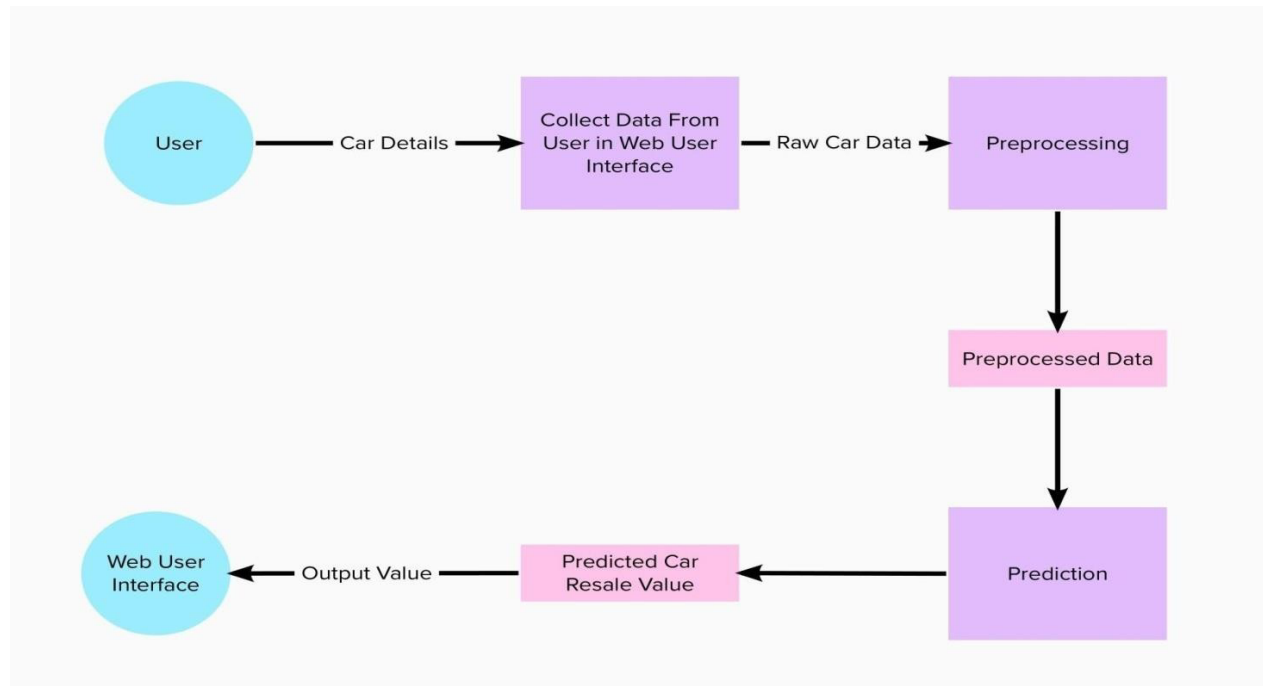 User
Car Details
Collect Data From
User in Web User
Interface
Raw Car Data
Preprocessing
Preprocessed Data
Prediction
Predicted Car
Resale Value
Output Value
Web User
Interface